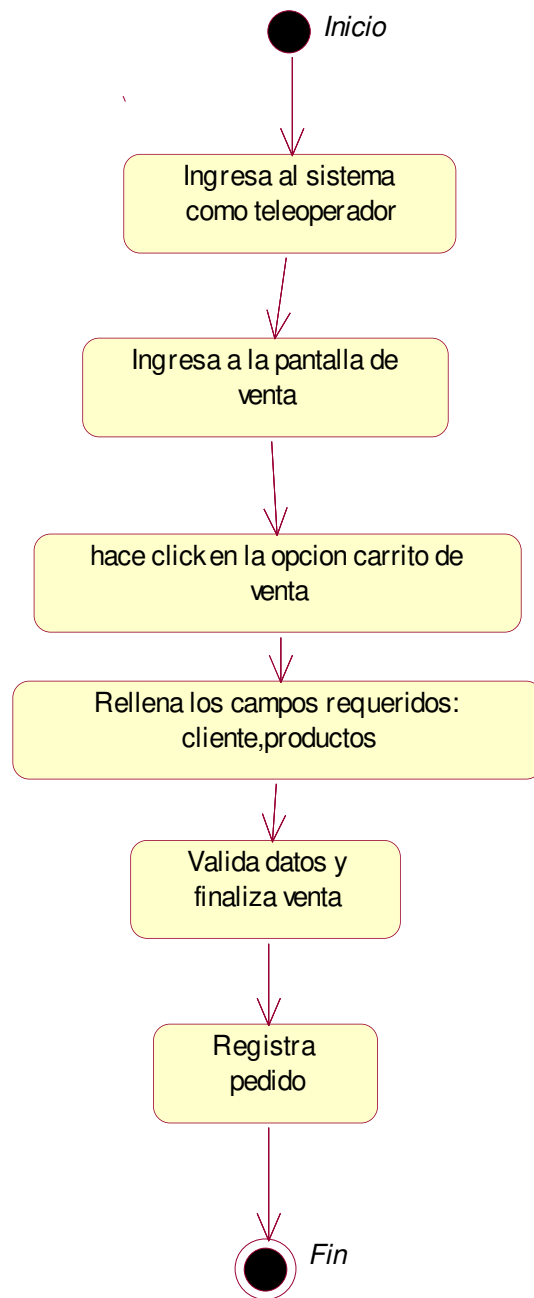 Inicio
Ingresa al sistema
como teleoperador
Ingresa a la pantalla de
venta
hace click en la opcion carrito de
venta
Rellena los campos requeridos:
cliente,productos
Valida datos y
finaliza venta
Registra
pedido
Fin